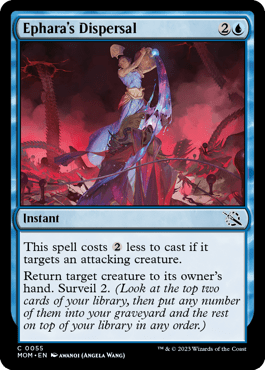 Ephara's Dispersal 2
Instant
This spell costs 2 less to cast if it
targets an attacking creature.
Return target creature to its owner's
hand. Surveil 2. (Look at the top two
cards of your library, then put any number
of them into your graveyard and the rest
on top of your library in any order.)
C 0055
MOM • EN AWANQI (ANGELA WANG)
™ & © 2023 Wizards of the Coast